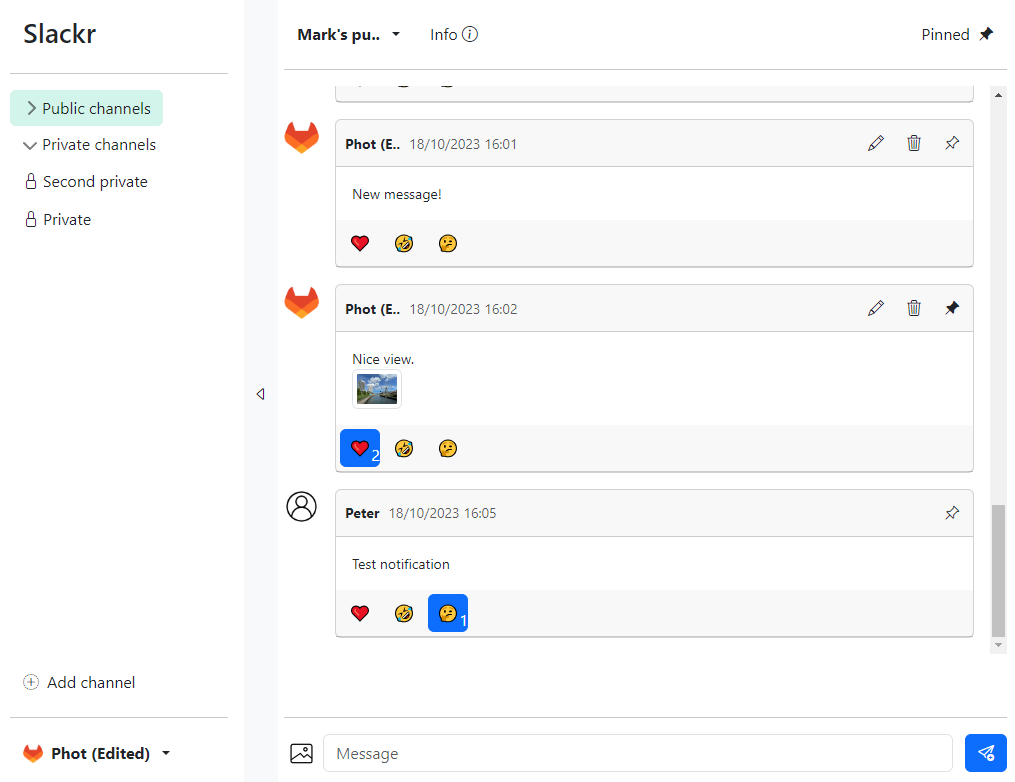 Slackr
Public channels
Private channels
Second private
Private
Add channel
Phot (Edited)
Mark's pu..
Info
Pinned
Phot (E.. 18/10/2023 16:01
New message!
Phot (E.. 18/10/2023 16:02
Nice view.
2
Peter 18/10/2023 16:05
Test notification
1
Message